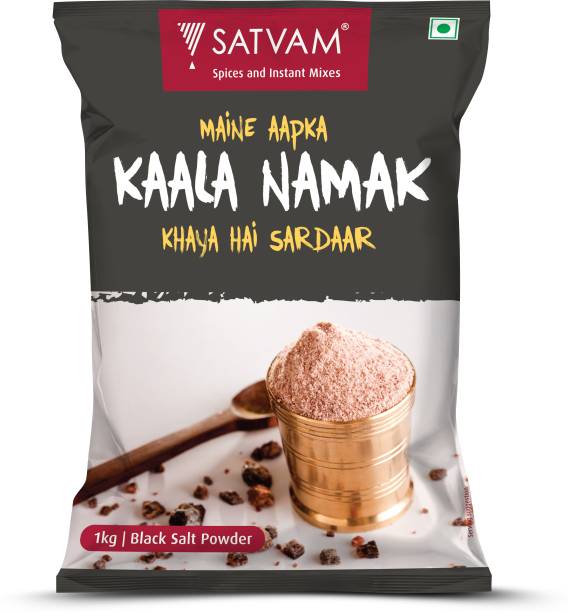 SATVAM®
Spices and Instant Mixes
MAINE AAPKA
KAALA NAMAK
KHAYA HAI SARDAAR
1kg | Black Salt Powder